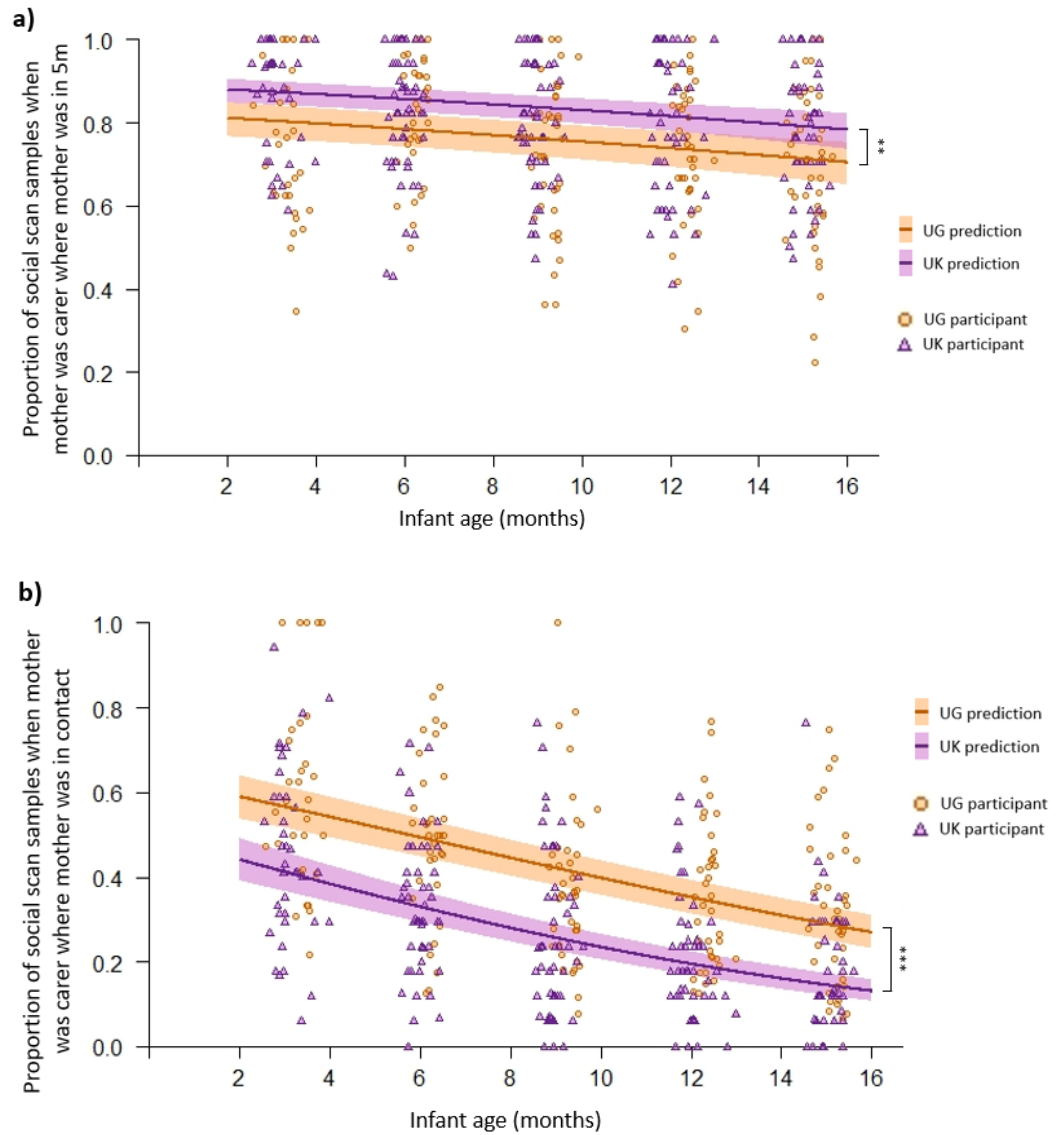 a)
Proportion of social scan samples when
mother was carer where mother was in 5m
1.0
0.8
0.6
0.4
0.2
0.0
2 4 6 8 10 12 14 16
Infant age (months)
**
UG prediction
UK prediction
UG participant
UK participant
b)
Proportion of social scan samples when mother
was carer where mother was in contact
1.0
0.8
0.6
0.4
0.2
0.0
2 4 6 8 10 12 14 16
Infant age (months)
***
UG prediction
UK prediction
UG participant
UK participant